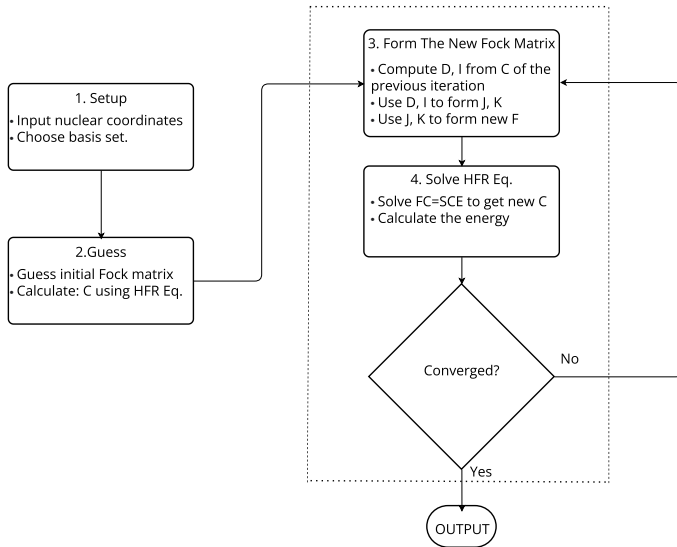 1. Setup
• Input nuclear coordinates
• Choose basis set.
2.Guess
• Guess initial Fock matrix
• Calculate: C using HFR Eq.
3. Form The New Fock Matrix
• Compute D, I from C of the
previous iteration
• Use D, I to form J, K
• Use J, K to form new F
4. Solve HFR Eq.
• Solve FC=SCE to get new C
• Calculate the energy
Converged?
No
Yes
OUTPUT